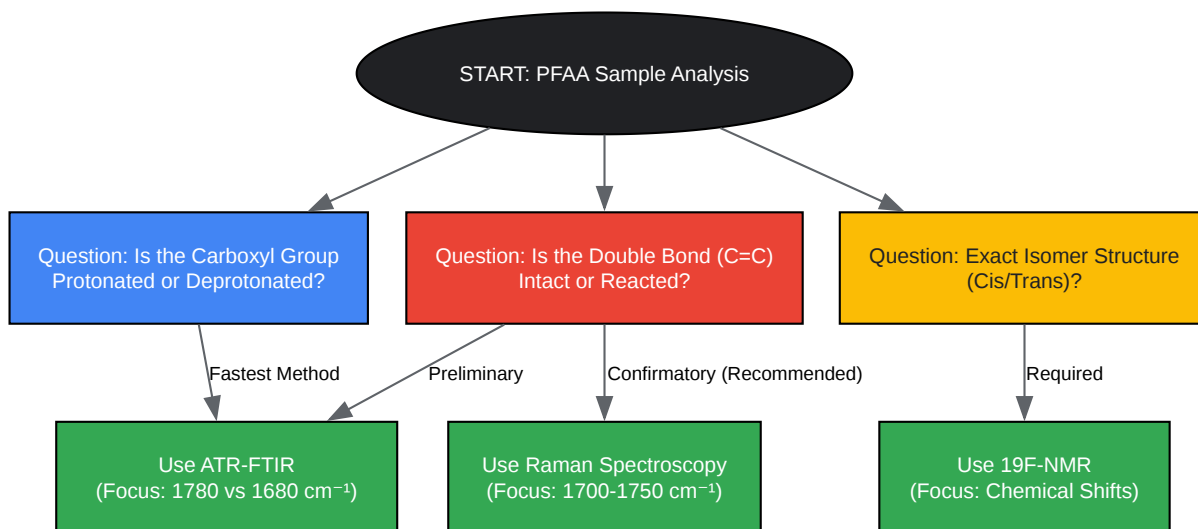 START: PFAA Sample Analysis
Question: Is the Carboxyl Group
Protonated or Deprotonated?
Question: Is the Double Bond (C=C)
Intact or Reacted?
Question: Exact Isomer Structure
(Cis/Trans)?
Fastest Method
Preliminary
Confirmatory (Recommended)
Required
Use ATR-FTIR
(Focus: 1780 vs 1680 cm⁻¹)
Use Raman Spectroscopy
(Focus: 1700-1750 cm⁻¹)
Use 19F-NMR
(Focus: Chemical Shifts)